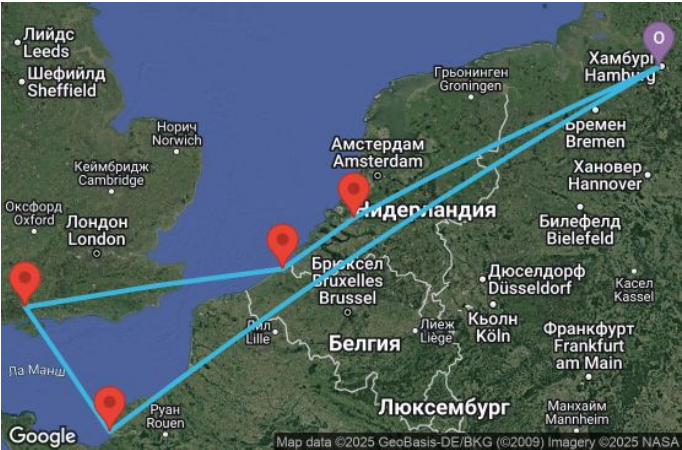 Лийдс
Leeds
Шефийлд
Sheffield
O
Хамбург
Hamburg
Грьонинген
Groningen
Бремен
Bremen
Норич
Norwich
Амстердам
Amsterdam
Хановер
Hannover
Кеймбридж
Cambridge
Оксфорд
Oxford
Лондон
London
Нидерландия
Билефелд
Bielefeld
Брюксел
Bruxelles
Brussel
Дюселдорф
Düsseldorf
Касел
Kassel
Лил
Lille
Лиеж
Liège
Кьолн
Köln
Белгия
Франкфурт
Frankfurt
am Main
Ла Манш
Руан
Rouen
Люксембург
Манхайм
Mannheim
Google
Map data ©2025 GeoBasis-DE/BKG (©2009) Imagery ©2025 NASA